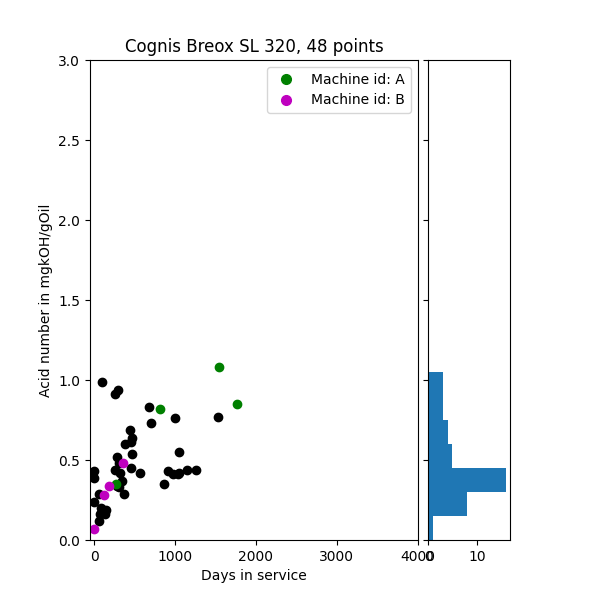 Cognis Breox SL 320, 48 points
Machine id: A
Machine id: B
Acid number in mgkOH/gOil
3.0
2.5
2.0
1.5
1.0
0.5
0.0
0 1000 2000 3000 4000
0 10
Days in service